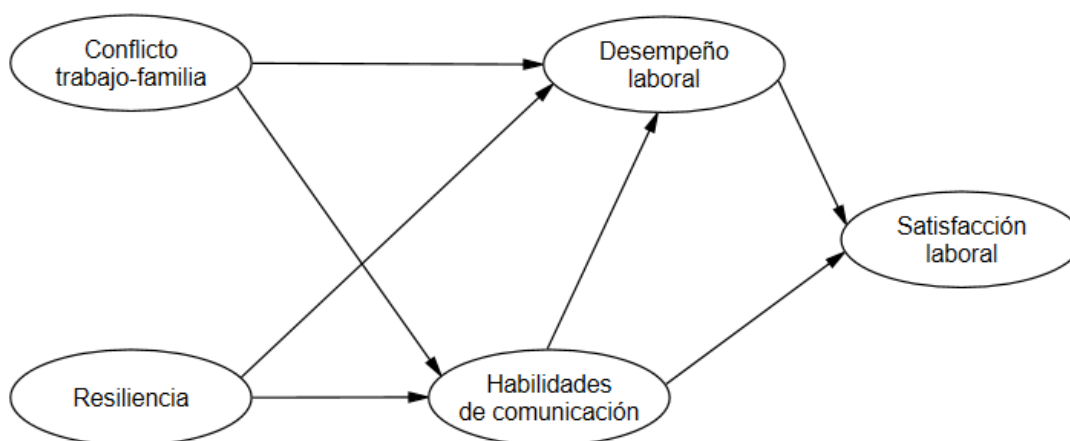 Conflicto
trabajo-familia
Desempeño
laboral
Satisfacción
laboral
Resiliencia
Habilidades
de comunicación